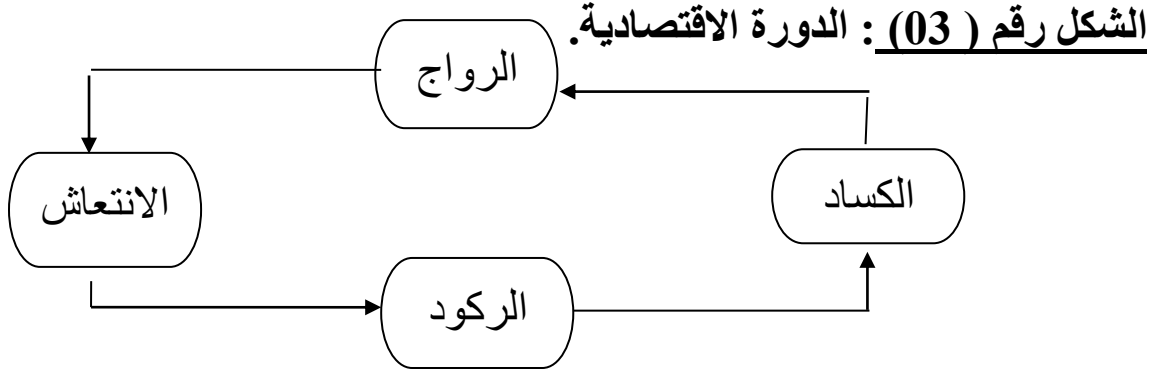 الشكل رقم ( 03) : الدورة الاقتصادية.
الرواج
الكساد
الانتعاش
الركود